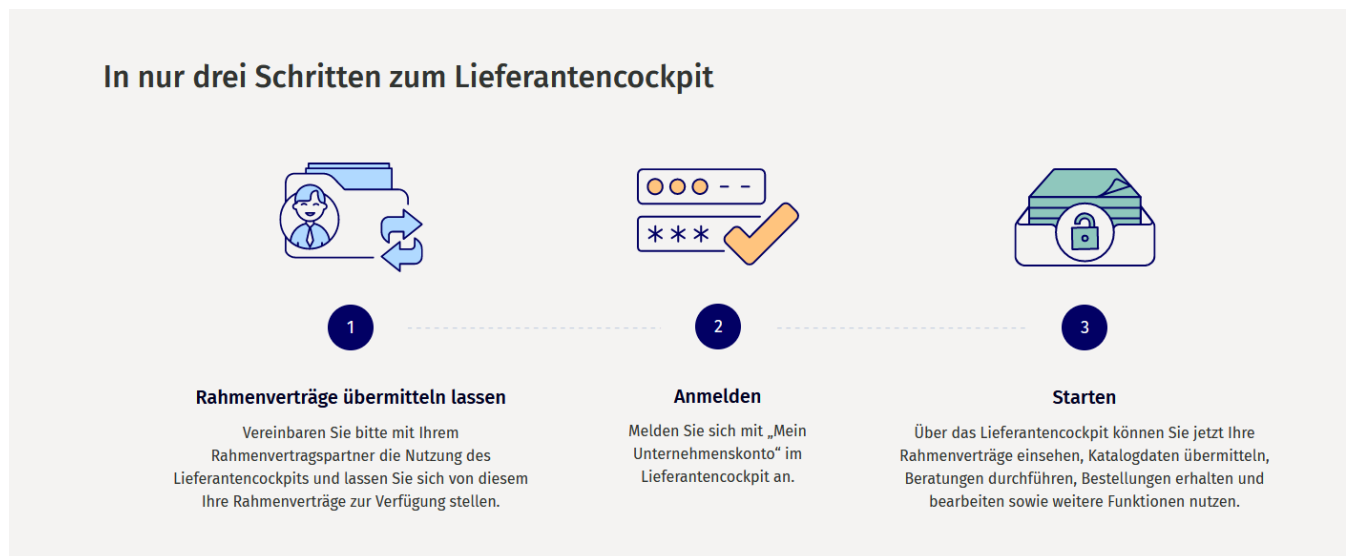 In nur drei Schritten zum Lieferantencockpit
***
1
2
3
Rahmenverträge übermitteln lassen
Vereinbaren Sie bitte mit Ihrem
Rahmenvertragspartner die Nutzung des
Lieferantencockpits und lassen Sie sich von diesem
Ihre Rahmenverträge zur Verfügung stellen.
Anmelden
Melden Sie sich mit „Mein
Unternehmenskonto“ im
Lieferantencockpit an.
Starten
Über das Lieferantencockpit können Sie jetzt Ihre
Rahmenverträge einsehen, Katalogdaten übermitteln,
Beratungen durchführen, Bestellungen erhalten und
bearbeiten sowie weitere Funktionen nutzen.